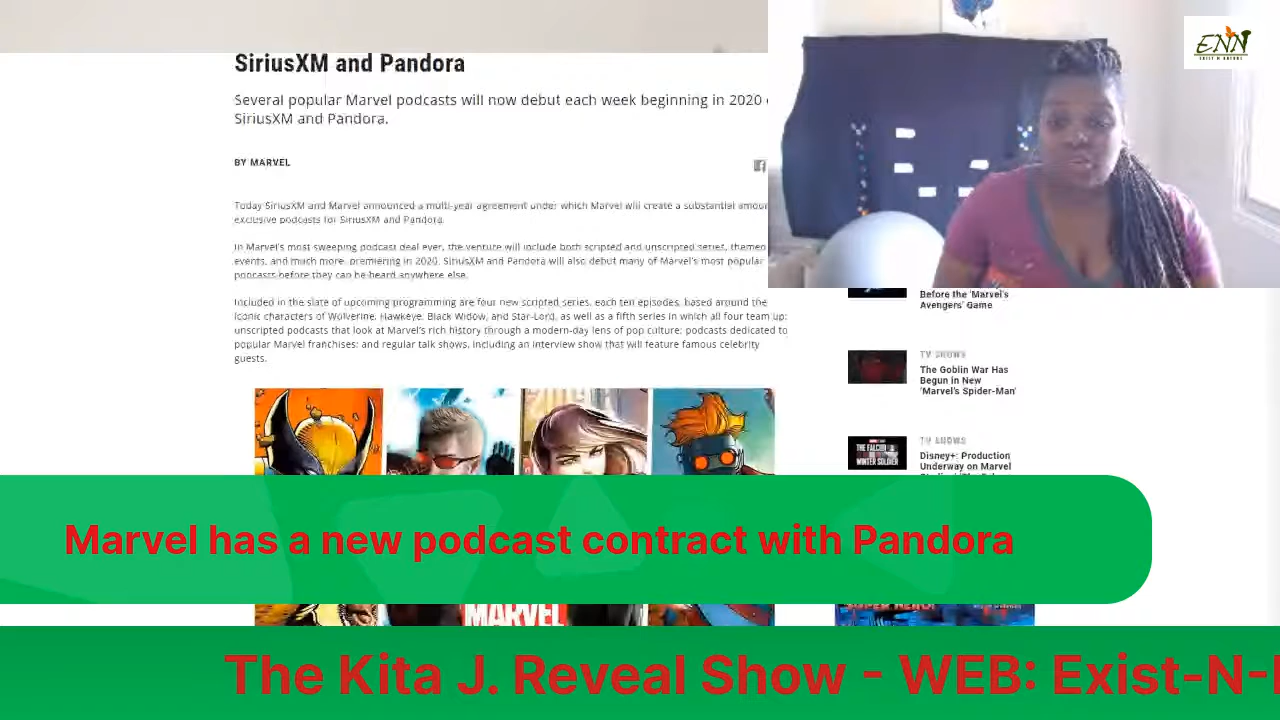 SiriusXM and Pandora
Several popular Marvel podcasts will now debut each week beginning in 2020
SiriusXM and Pandora.
BY MARVEL
Today SiriusXM and Marvel announced a multi-year agreement under which Marvel will create a substantial
exclusive podcasts for SiriusXM and Pandora.
In Marvel's most sweeping podcast deal ever, the venture will include both scripted and unscripted series, themed
events, and much more, premiering in 2020. SiriusXM and Pandora will also debut many of Marvel's most popular
podcasts before they can be heard anywhere else.
Included in the slate of upcoming programming are four new scripted series, each ten episodes, based around the
iconic characters of Wolverine, Hawkeye, Black Widow, and Star-Lord, as well as a fifth series in which all four team up;
unscripted podcasts that look at Marvel's rich history through a modern-day lens of pop culture; podcasts dedicated to
popular Marvel franchises; and regular talk shows, including an interview show that will feature famous celebrity
guests.
ENN
EXIST N NATURE
Before the 'Marvel's
Avengers' Game
TV SHOWS
The Goblin War Has
Begun in New
'Marvel's Spider-Man'
THE FALCON &
WINTER SOLDIER
TV SHOWS
Disney+: Production
Underway on Marvel
Marvel has a new podcast contract with Pandora
MARVEL
SUPER HERO!
The Kita J. Reveal Show - WEB: Exist-N-